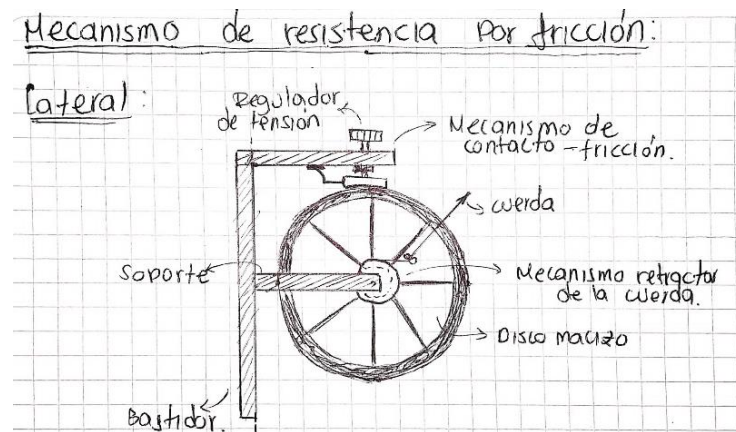 Mecanismo de resistencia Por fricción:
Lateral:
Regulador
de tensión
Mecanismo de
contacto-fricción.
cuerda
Soporte
Mecanismo retractor
de la cuerda.
Disco macizo
Bastidor.